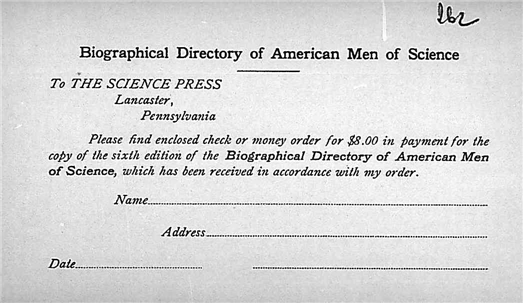 Biographical Directory of American Men of Science
To THE SCIENCE PRESS
Lancaster,
Pennsylvania
Please find enclosed check or money order for $8.00 in payment for the
copy of the sixth edition of the Biographical Directory of American Men
of Science, which has been received in accordance with my order.
Name
Address
Date